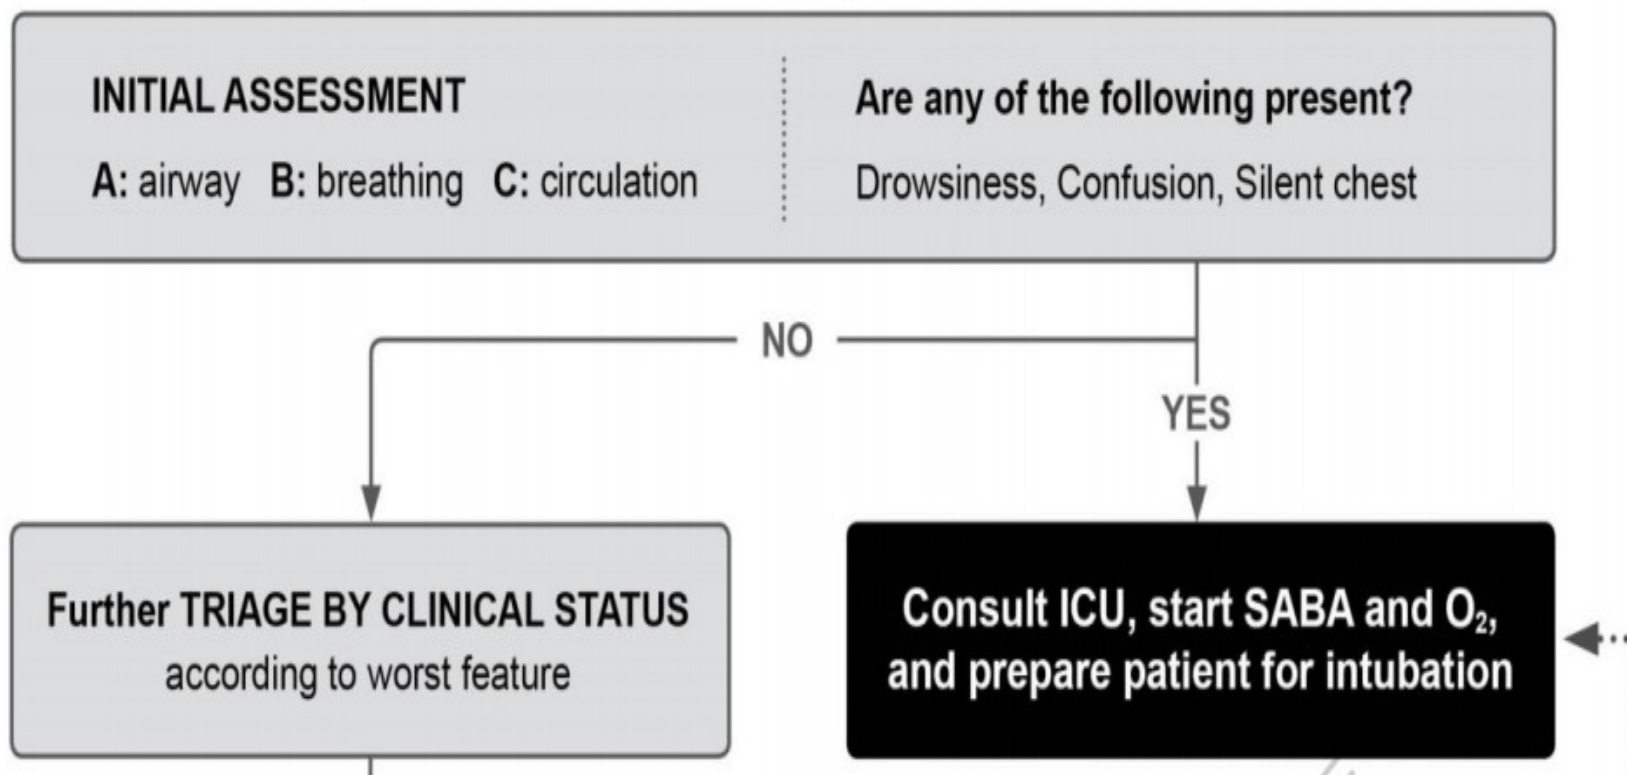 INITIAL ASSESSMENT
A: airway B: breathing C: circulation
Are any of the following present?
Drowsiness, Confusion, Silent chest
NO
YES
Further TRIAGE BY CLINICAL STATUS
according to worst feature
Consult ICU, start SABA and O₂,
and prepare patient for intubation